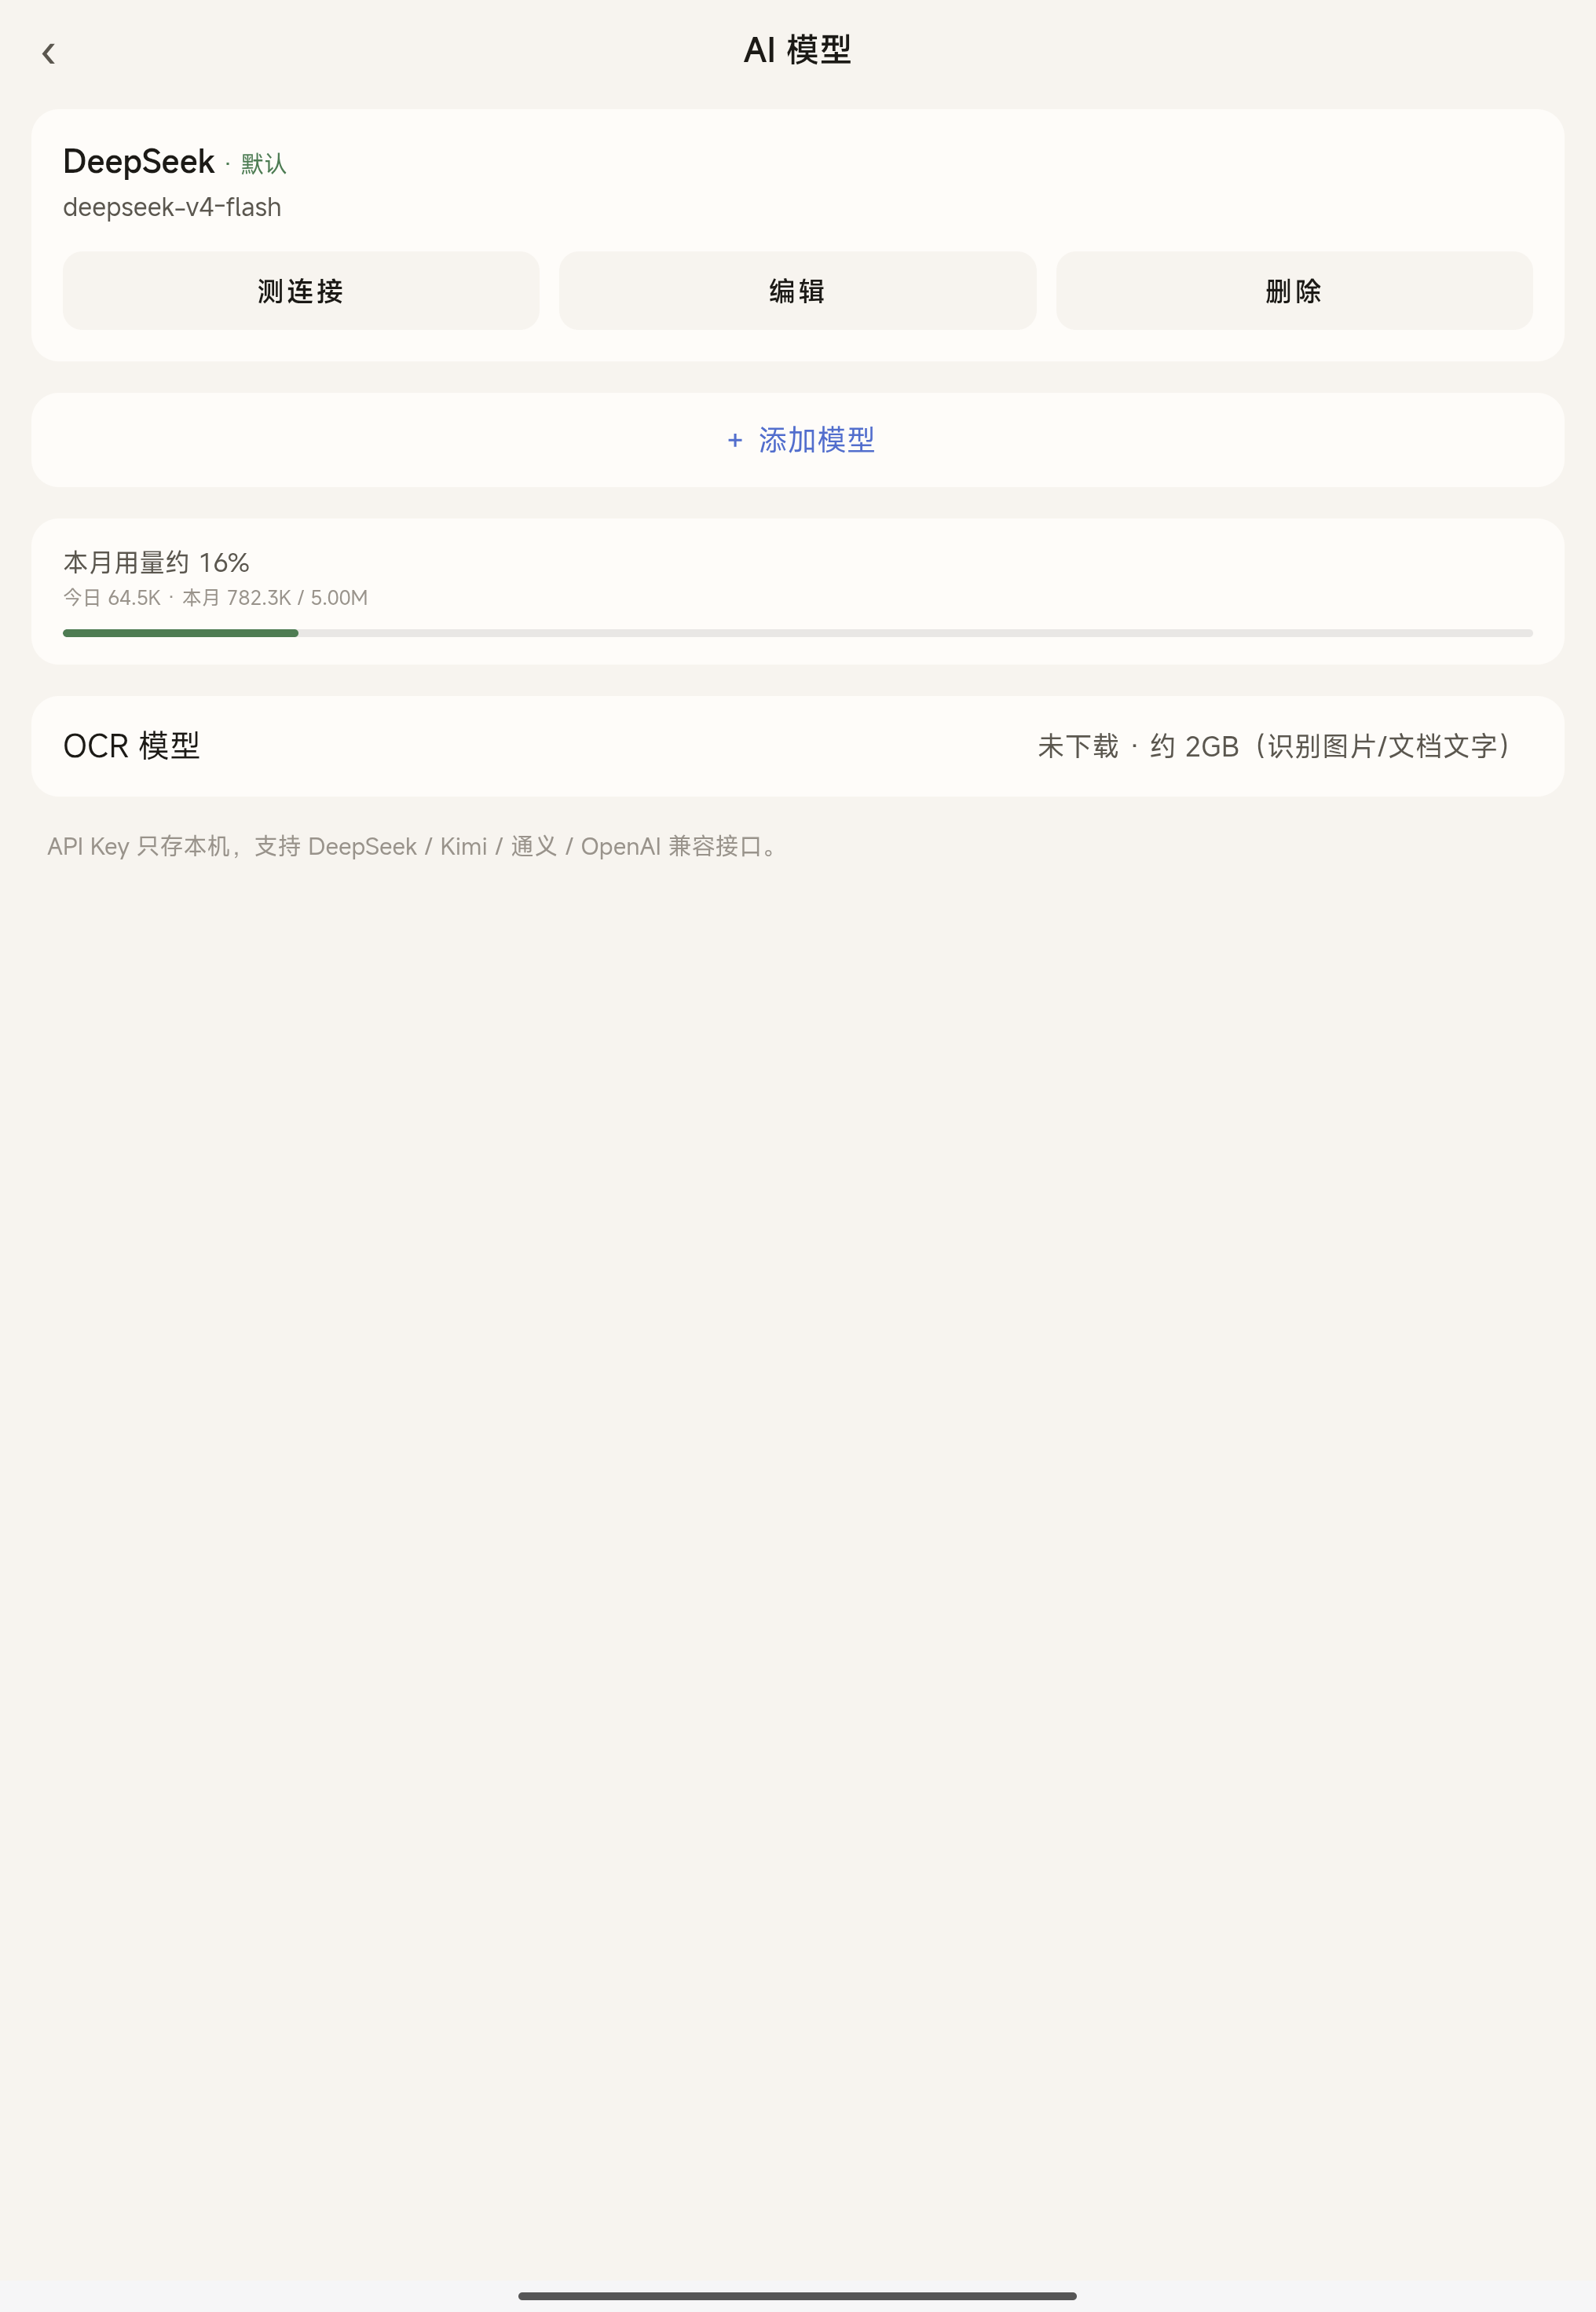 ‹
AI 模型
DeepSeek · 默认
deepseek-v4-flash
测连接
编辑
删除
+ 添加模型
本月用量约 16%
今日 64.5K · 本月 782.3K / 5.00M
OCR 模型
未下载 · 约 2GB（识别图片/文档文字）
API Key 只存本机，支持 DeepSeek / Kimi / 通义 / OpenAI 兼容接口。